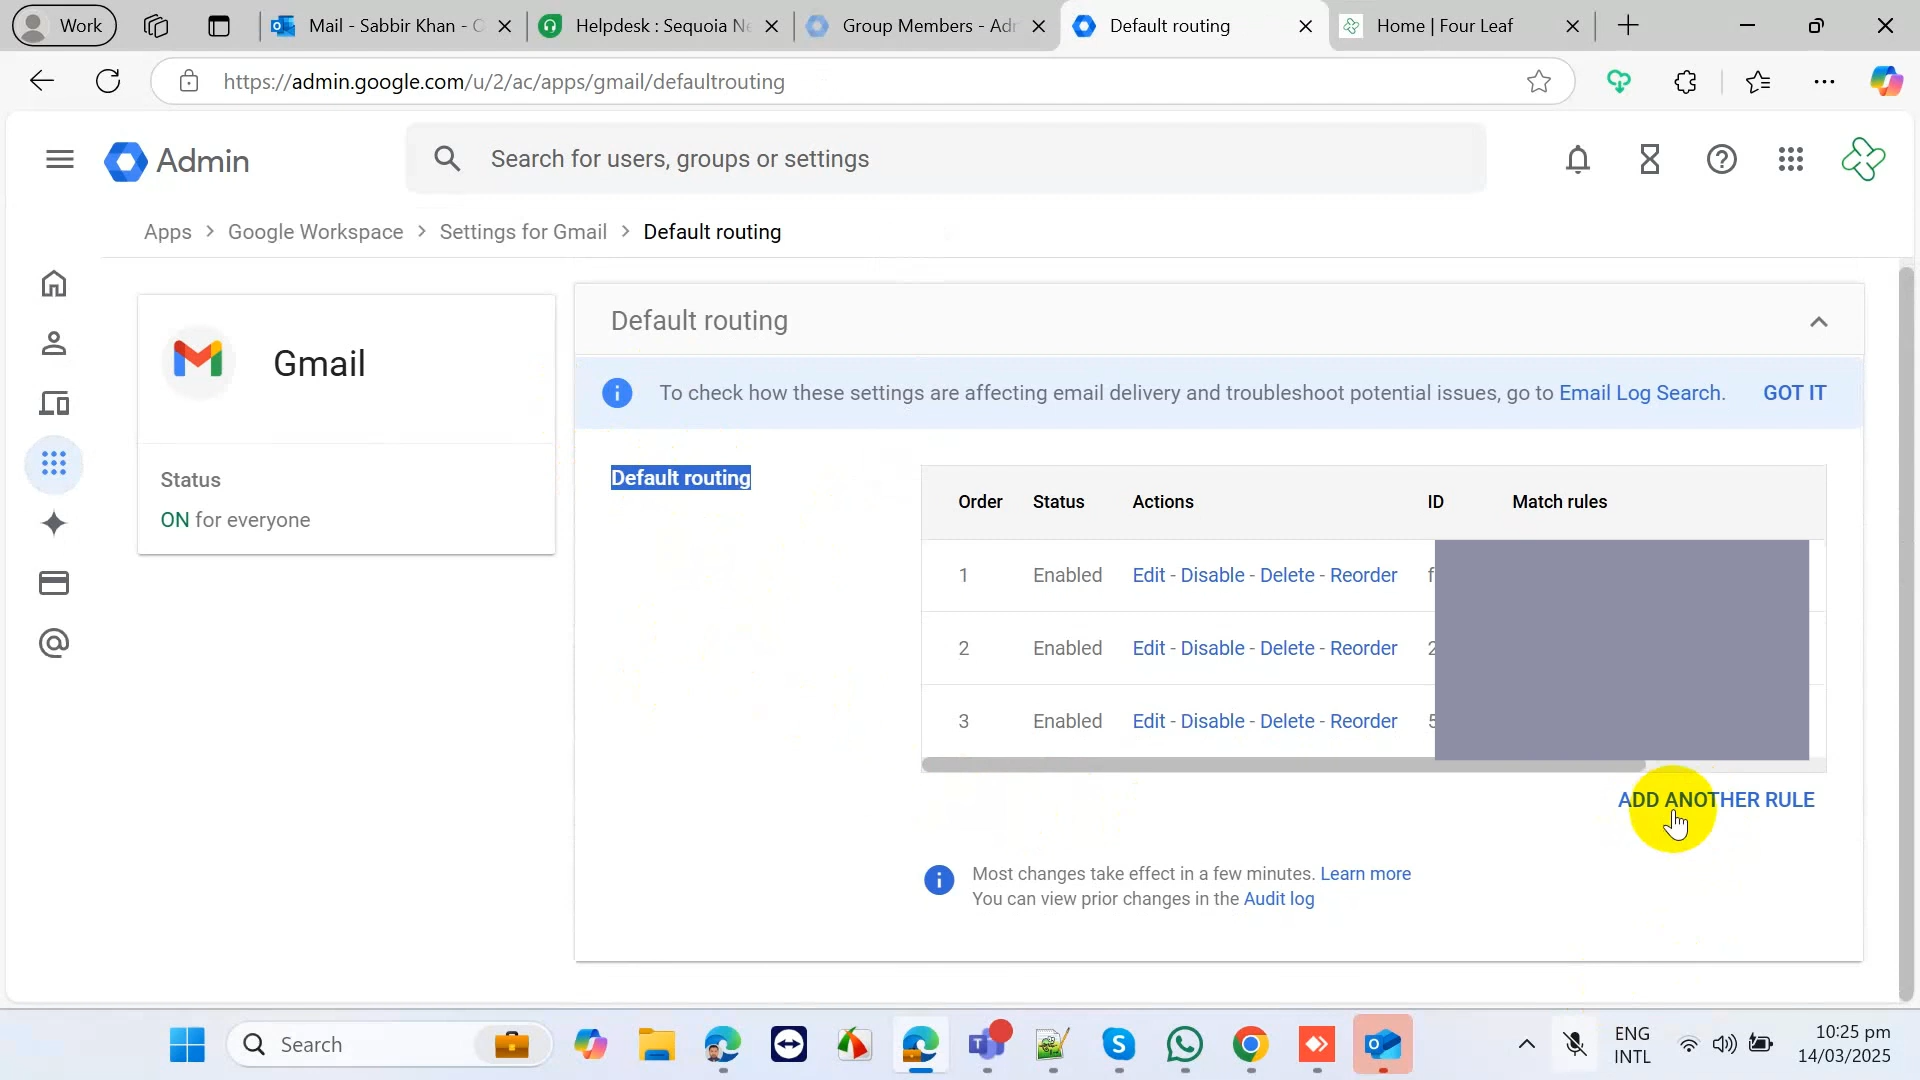 Work
Mail - Sabbir Khan - O
Helpdesk : Sequoia Ne
Group Members - Adr
Default routing
Home | Four Leaf
https://admin.google.com/u/2/ac/apps/gmail/defaultrouting
Admin
Search for users, groups or settings
Apps > Google Workspace > Settings for Gmail > Default routing
Gmail
Status
ON for everyone
Default routing
To check how these settings are affecting email delivery and troubleshoot potential issues, go to Email Log Search. GOT IT
Default routing
Order Status Actions ID Match rules
1 Enabled Edit - Disable - Delete - Reorder f
2 Enabled Edit - Disable - Delete - Reorder 2
3 Enabled Edit - Disable - Delete - Reorder 5
ADD ANOTHER RULE
Most changes take effect in a few minutes. Learn more
You can view prior changes in the Audit log
Search
ENG
INTL
10:25 pm
14/03/2025